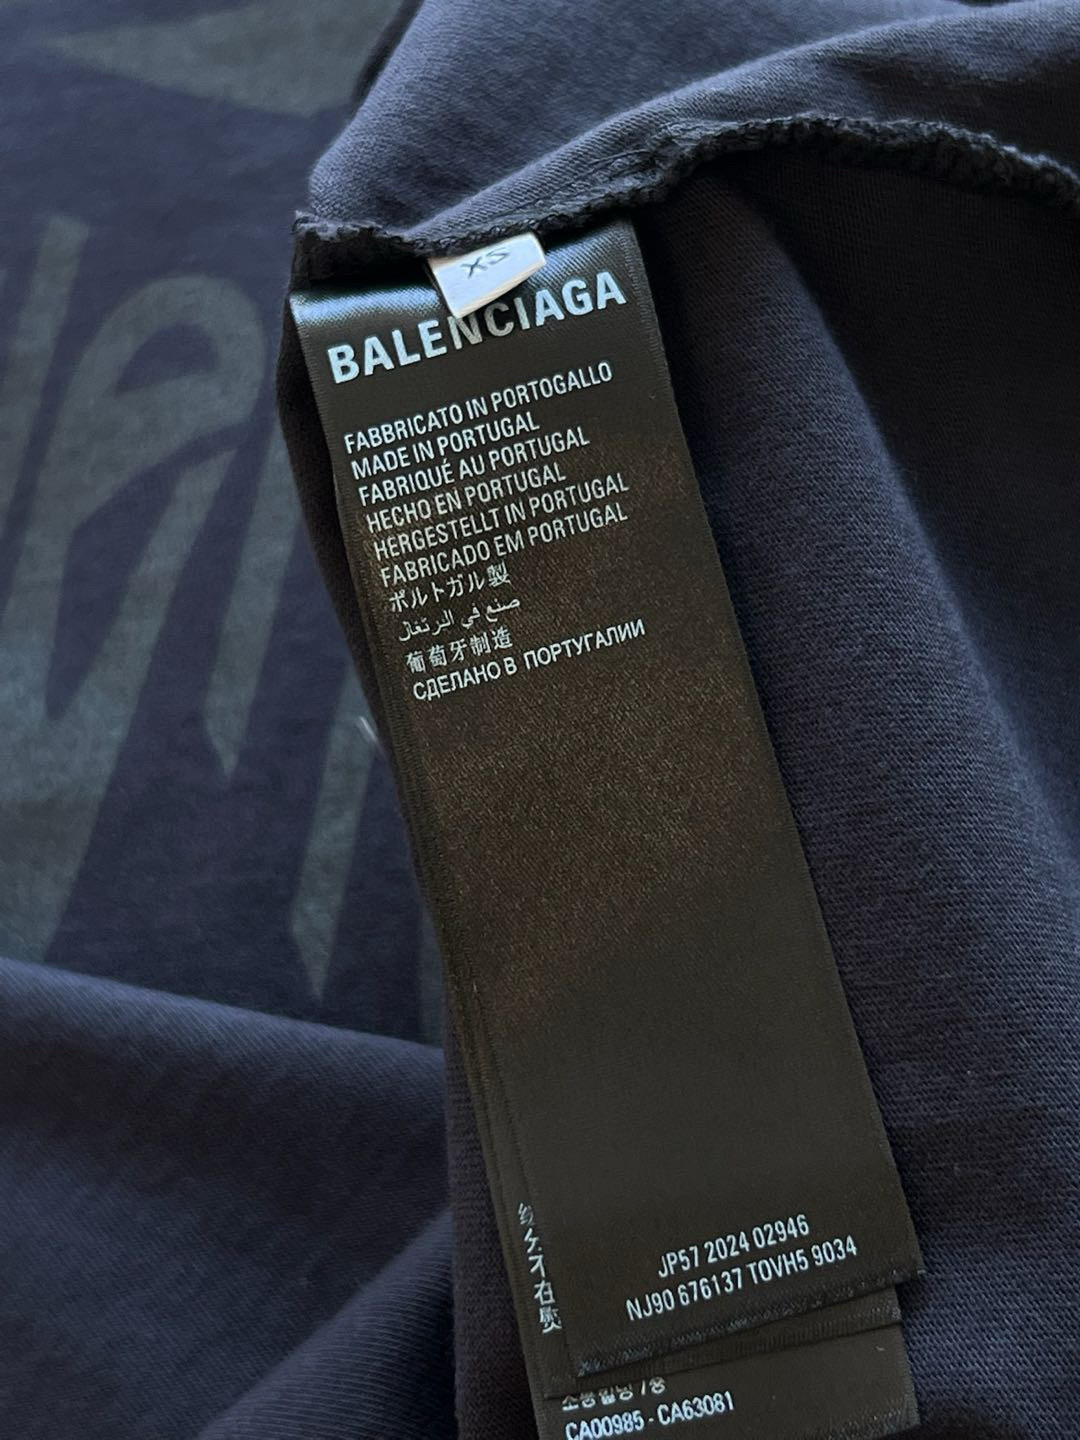 XS
BALENCIAGA
FABBRICATO IN PORTOGALLO
MADE IN PORTUGAL
FABRIQUÉ AU PORTUGAL
HECHO EN PORTUGAL
HERGESTELLT IN PORTUGAL
FABRICADO EM PORTUGAL
ポルトガル製
صنع في البرتغال
葡萄牙制造
СДЕЛАНО В ПОРТУГАЛИИ
JP57 2024 02946
NJ90 676137 TOVH5 9034
CA00985 - CA63081